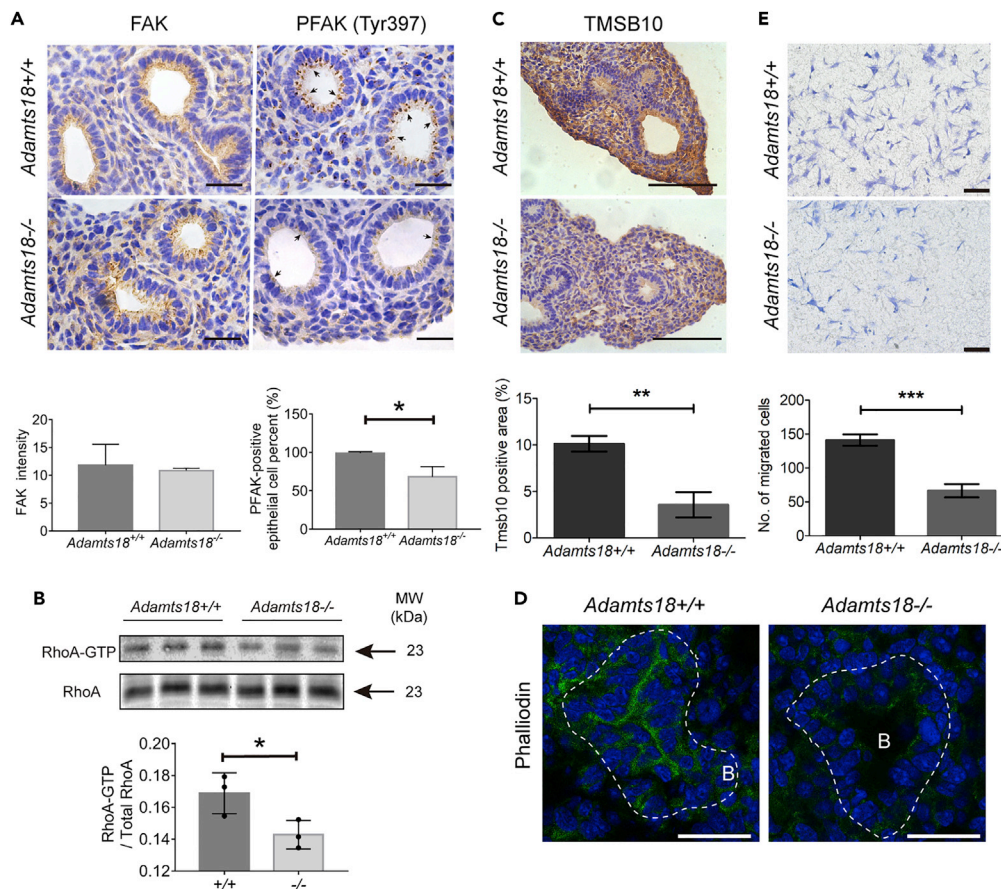 A
FAK
PFAK (Tyr397)
Adamts18+/+
Adamts18-/-
FAK intensity
20
15
10
5
0
Adamts18+/+
Adamts18-/-
PFAK-positive
epithelial cell percent (%)
150
100
50
0
*
Adamts18+/+
Adamts18-/-
C
TMSB10
Adamts18+/+
Adamts18-/-
Tmsb10 positive area (%)
15
10
5
0
**
Adamts18+/+
Adamts18-/-
E
Adamts18+/+
Adamts18-/-
No. of migrated cells
200
150
100
50
0
***
Adamts18+/+
Adamts18-/-
B
Adamts18+/+
Adamts18-/-
MW
(kDa)
RhoA-GTP
23
RhoA
23
RhoA-GTP
/ Total RhoA
0.20
0.18
0.16
0.14
0.12
*
+/+
-/-
D
Adamts18+/+
Adamts18-/-
Phalliodin
B
B